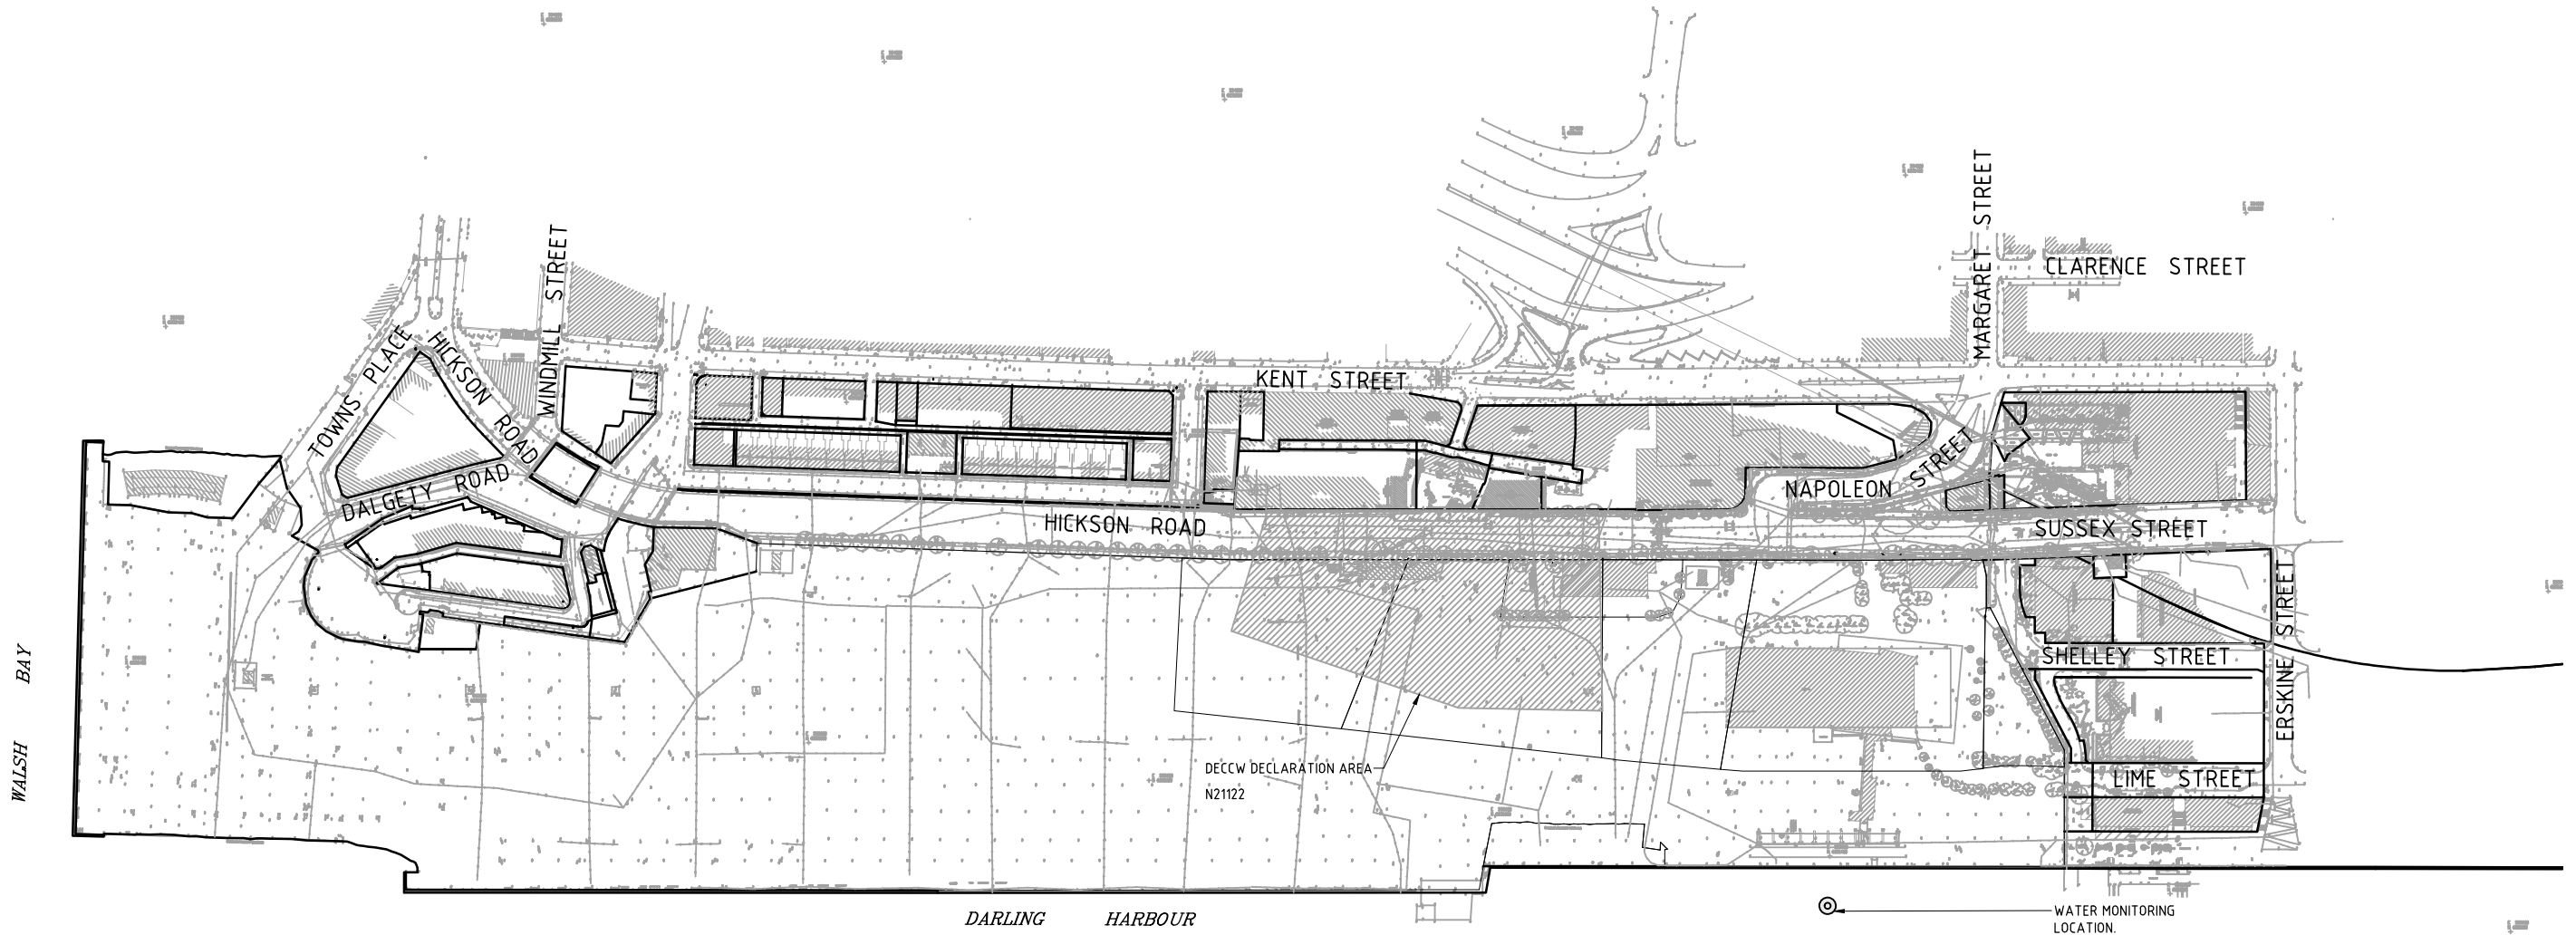 MARGARET STREET
CLARENCE STREET
WINDMILL STREET
TOWNS PLACE
HICKSON ROAD
KENT STREET
DALGETY ROAD
NAPOLEON STREET
HICKSON ROAD
SUSSEX STREET
SHELLEY STREET
ERSKINE STREET
WALSH BAY
DECCW DECLARATION AREA
N21122
LIME STREET
DARLING HARBOUR
WATER MONITORING
LOCATION.